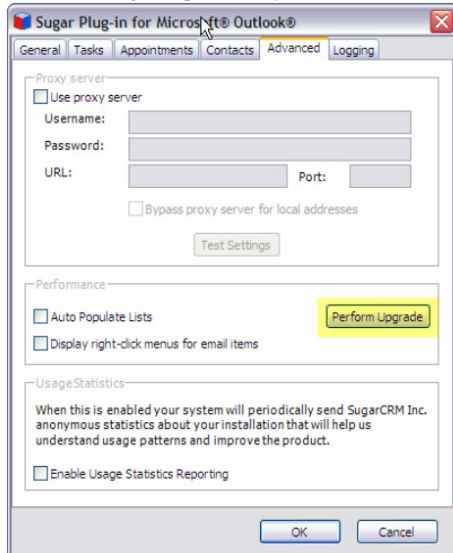 Sugar Plug-in for Microsoft® Outlook®
General Tasks Appointments Contacts Advanced Logging
Proxy server
Use proxy server
Username:
Password:
URL:
Port:
Bypass proxy server for local addresses
Test Settings
Performance
Auto Populate Lists
Perform Upgrade
Display right-click menus for email items
Usage Statistics
When this is enabled your system will periodically send SugarCRM Inc.
anonymous statistics about your installation that will help us
understand usage patterns and improve the product.
Enable Usage Statistics Reporting
OK Cancel